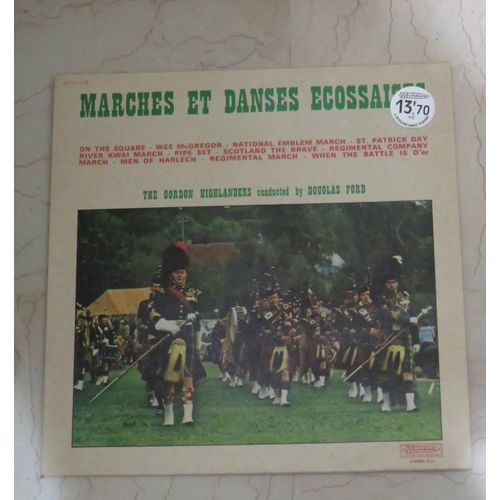 MARCHES ET DANSES ECOSSAISES
13'70
ON THE SQUARE - WEE McGREGOR - NATIONAL EMBLEM MARCH - ST. PATRICK DAY
RIVER KWAI MARCH - PIPE SET - SCOTLAND THE BRAVE - REGIMENTAL COMPANY
MARCH - MEN OF HARLECH - REGIMENTAL MARCH - WHEN THE BATTLE IS O'er
THE GORDON HIGHLANDERS conducted by DOUGLAS FORD